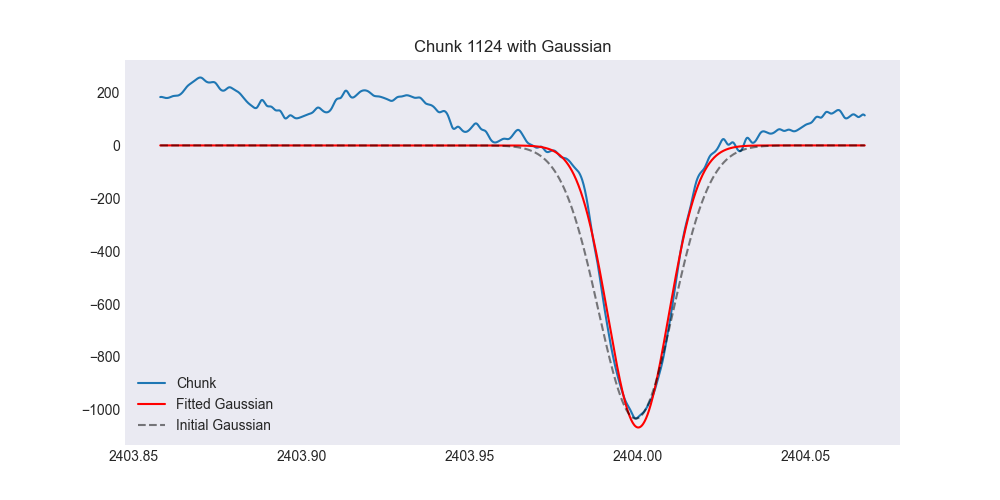 Chunk 1124 with Gaussian
200
0
−200
−400
−600
−800
−1000
Chunk
Fitted Gaussian
Initial Gaussian
2403.85 2403.90 2403.95 2404.00 2404.05